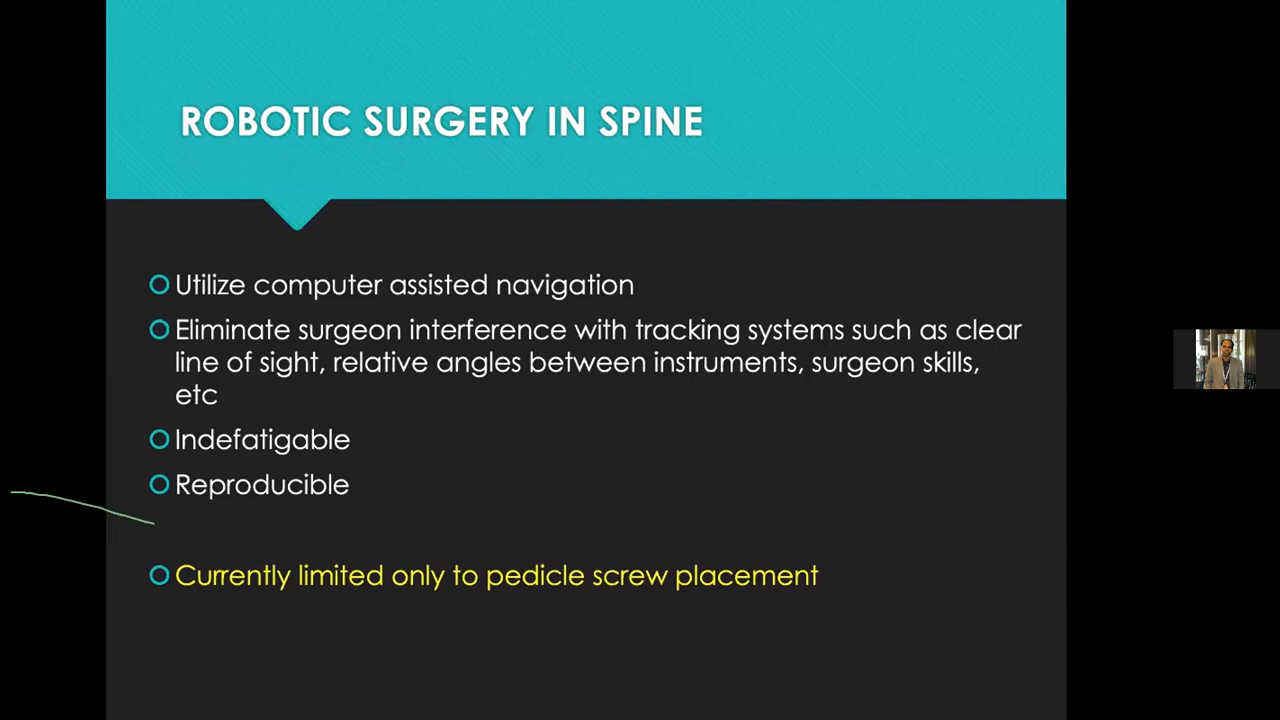 ROBOTIC SURGERY IN SPINE
Utilize computer assisted navigation
Eliminate surgeon interference with tracking systems such as clear
line of sight, relative angles between instruments, surgeon skills,
etc
Indefatigable
Reproducible
Currently limited only to pedicle screw placement